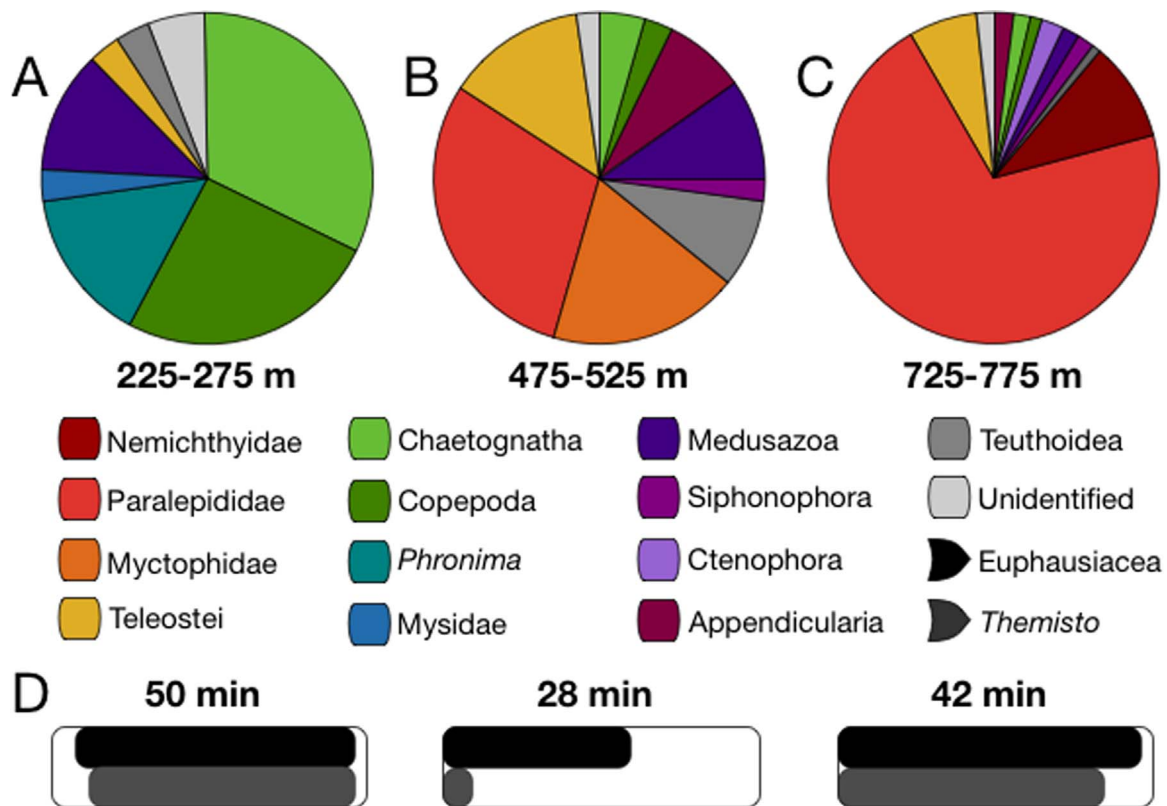 A
B
C
225-275 m
475-525 m
725-775 m
Nemichthyidae
Chaetognatha
Medusazoa
Teuthoidea
Paralepididae
Copepoda
Siphonophora
Unidentified
Myctophidae
Phronima
Ctenophora
Euphausiacea
Teleostei
Mysidae
Appendicularia
Themisto
D
50 min
28 min
42 min